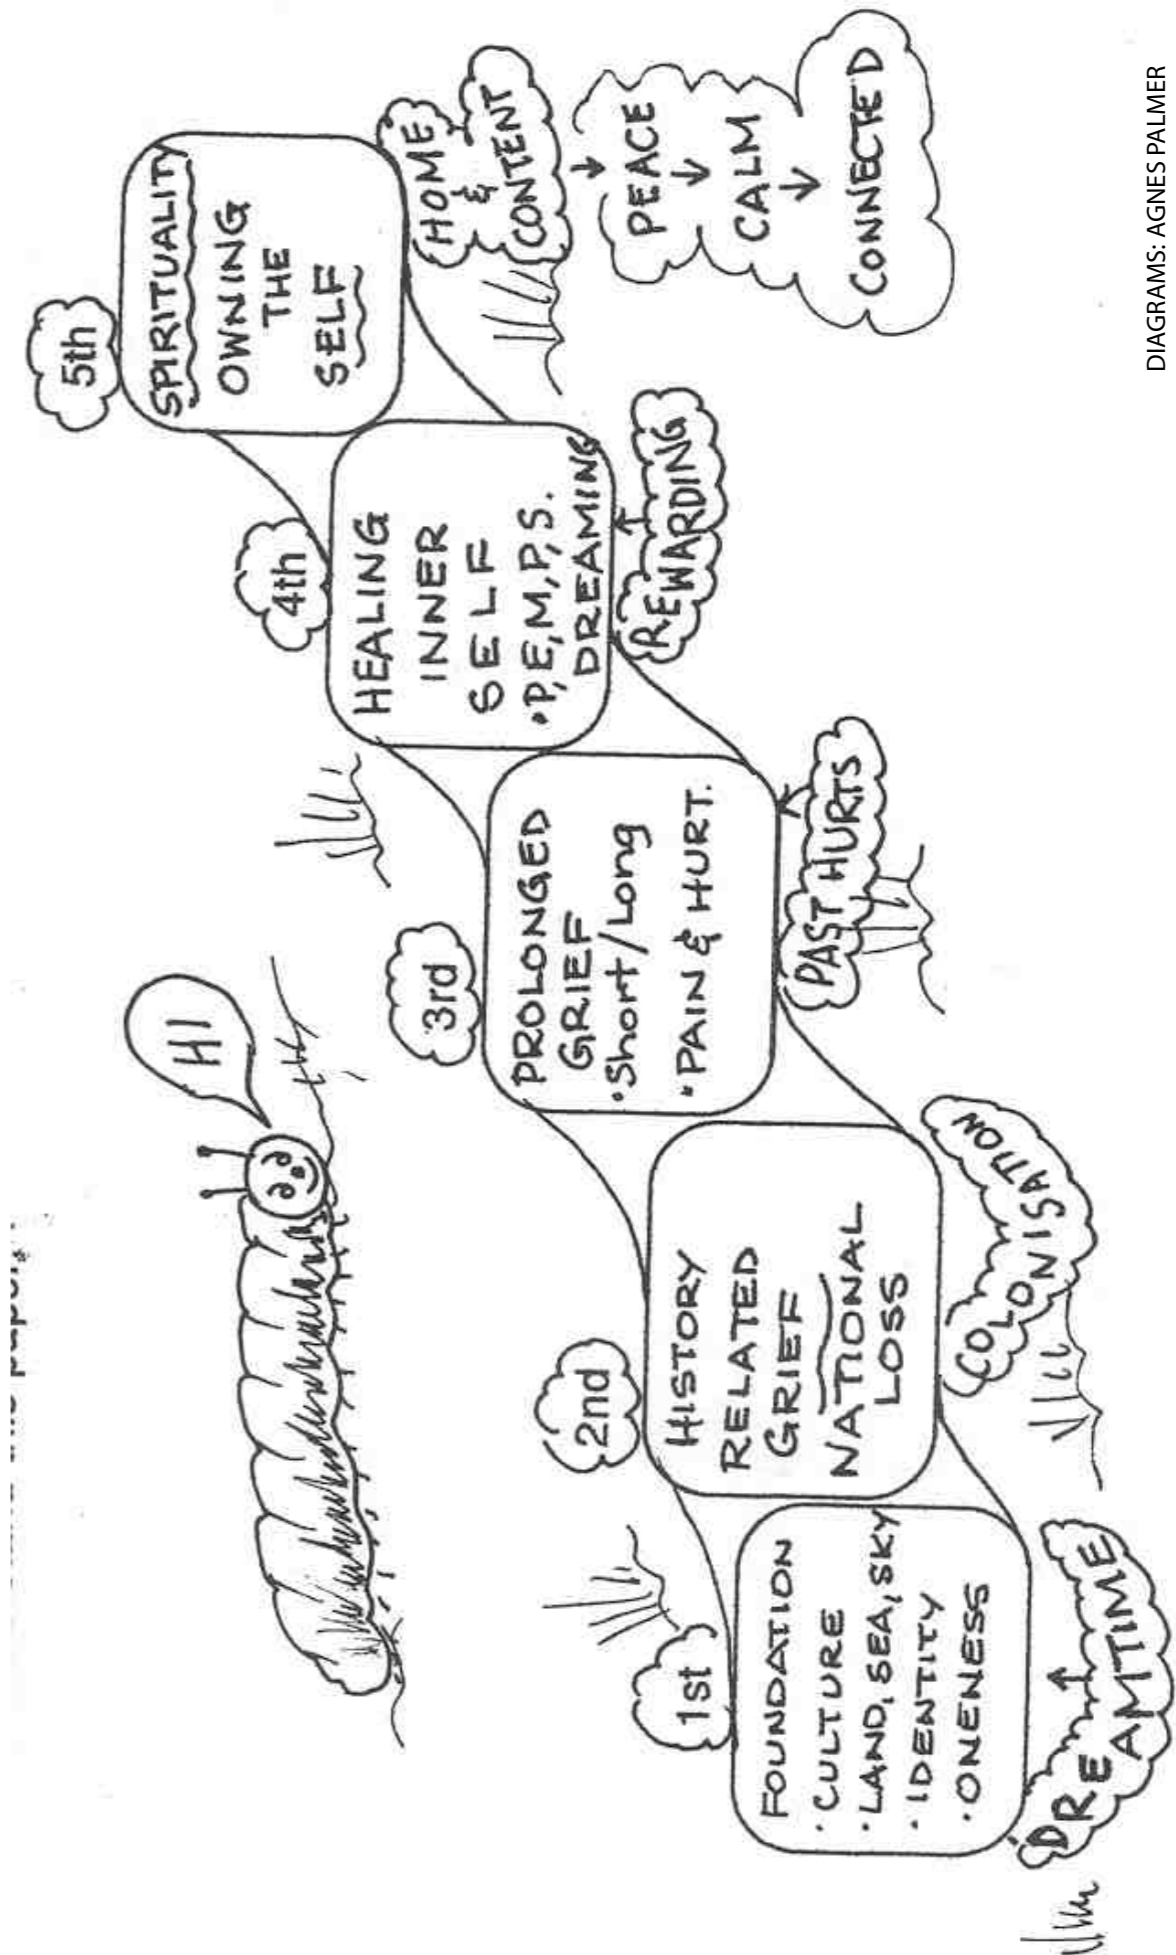 HI
5th
SPIRITUALITY
OWNING
THE
SELF
HOME
&
CONTENT
PEACE
CALM
CONNECTED
4th
HEALING
INNER
SELF
•P,E,M,P,S.
DREAMING
REWARDING
3rd
PROLONGED
GRIEF
•Short/Long
•PAIN & HURT.
PAST HURTS
2nd
HISTORY
RELATED
GRIEF
NATIONAL
LOSS
COLONISATION
1st
FOUNDATION
•CULTURE
•LAND, SEA, SKY
•IDENTITY
•ONENESS
DREAMTIME
DIAGRAMS: AGNES PALMER